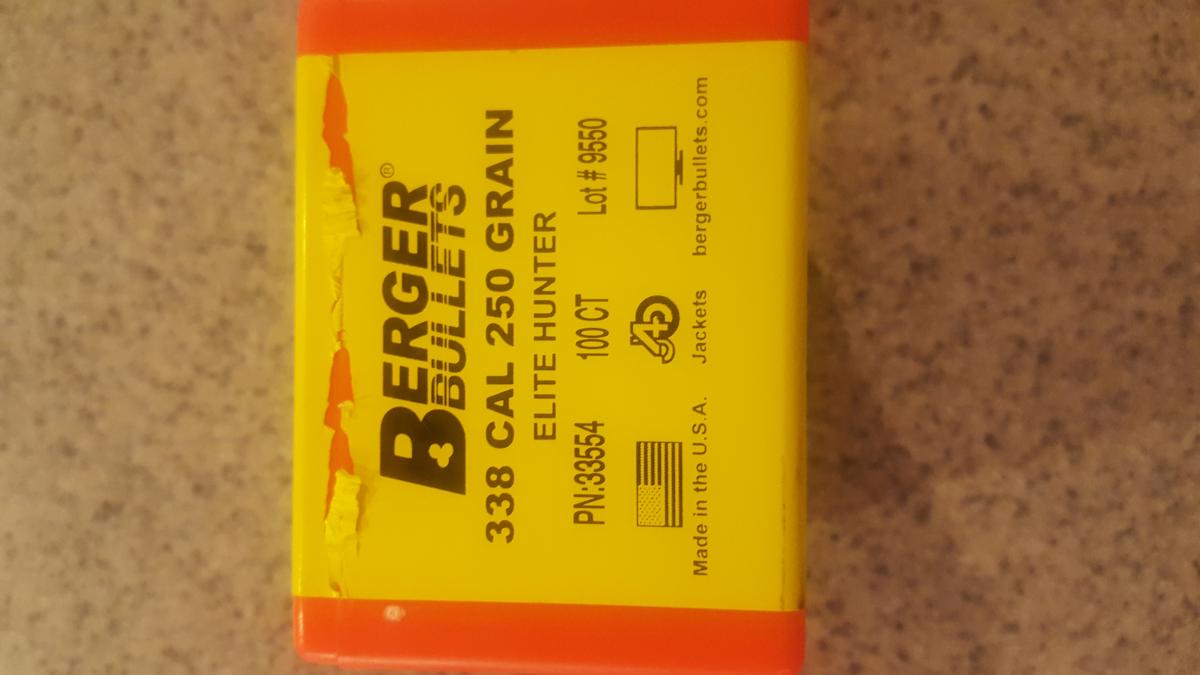 BERGER®
BULLETS
338 CAL 250 GRAIN
ELITE HUNTER
PN:33554 100 CT Lot # 9550
J4
Made in the U.S.A. Jackets bergerbullets.com